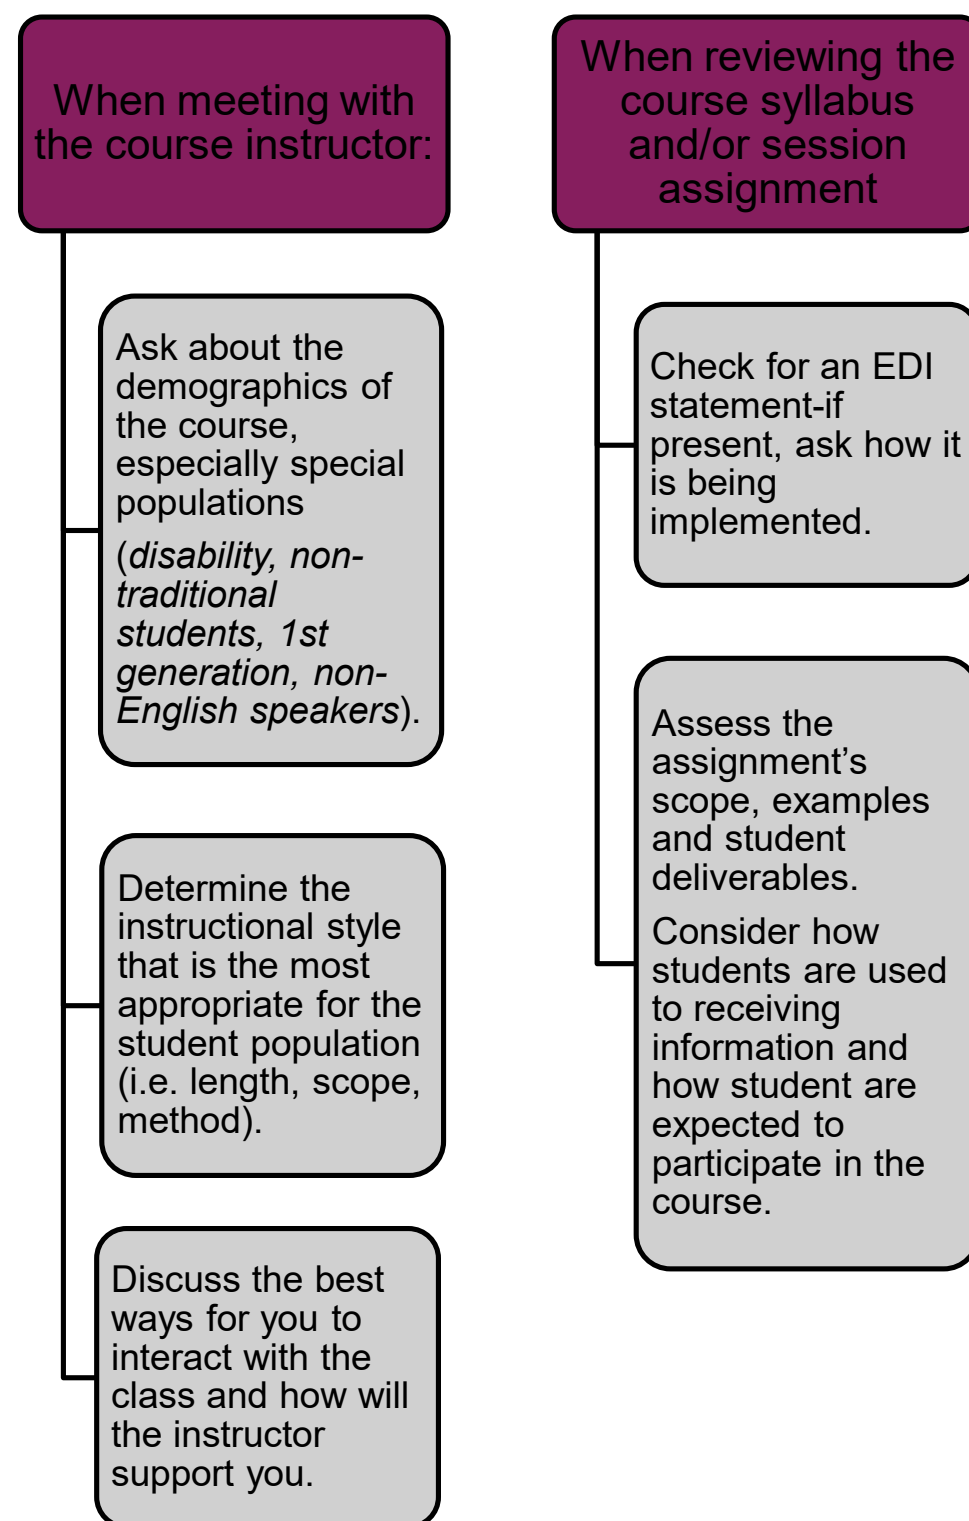 When meeting with
the course instructor:
Ask about the
demographics of
the course,
especially special
populations
(disability, non-
traditional
students, 1st
generation, non-
English speakers).
Determine the
instructional style
that is the most
appropriate for the
student population
(i.e. length, scope,
method).
Discuss the best
ways for you to
interact with the
class and how will
the instructor
support you.
When reviewing the
course syllabus
and/or session
assignment
Check for an EDI
statement-if
present, ask how it
is being
implemented.
Assess the
assignment’s
scope, examples
and student
deliverables.
Consider how
students are used
to receiving
information and
how student are
expected to
participate in the
course.